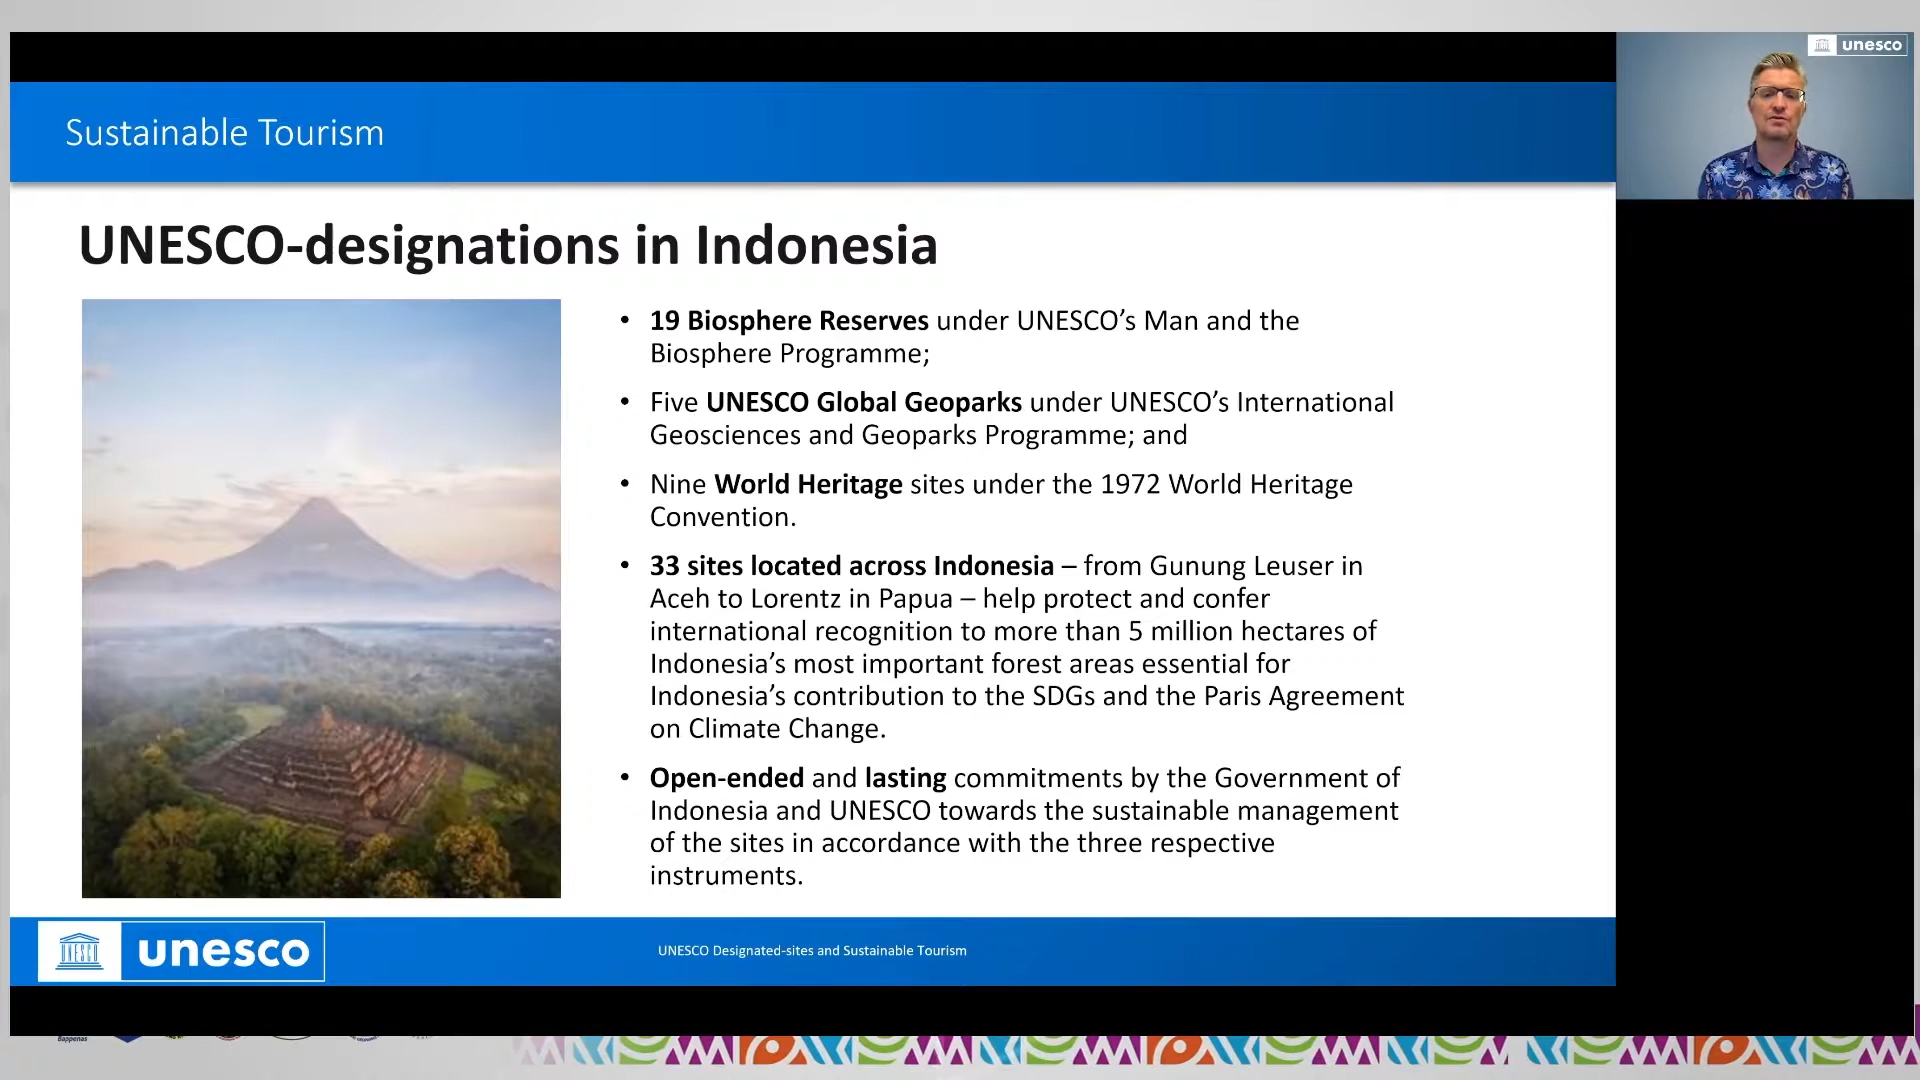 unesco
Sustainable Tourism
UNESCO-designations in Indonesia
• 19 Biosphere Reserves under UNESCO’s Man and the
Biosphere Programme;
• Five UNESCO Global Geoparks under UNESCO’s International
Geosciences and Geoparks Programme; and
• Nine World Heritage sites under the 1972 World Heritage
Convention.
• 33 sites located across Indonesia – from Gunung Leuser in
Aceh to Lorentz in Papua – help protect and confer
international recognition to more than 5 million hectares of
Indonesia’s most important forest areas essential for
Indonesia’s contribution to the SDGs and the Paris Agreement
on Climate Change.
• Open-ended and lasting commitments by the Government of
Indonesia and UNESCO towards the sustainable management
of the sites in accordance with the three respective
instruments.
UNESCO
unesco
UNESCO Designated-sites and Sustainable Tourism
Bappenas